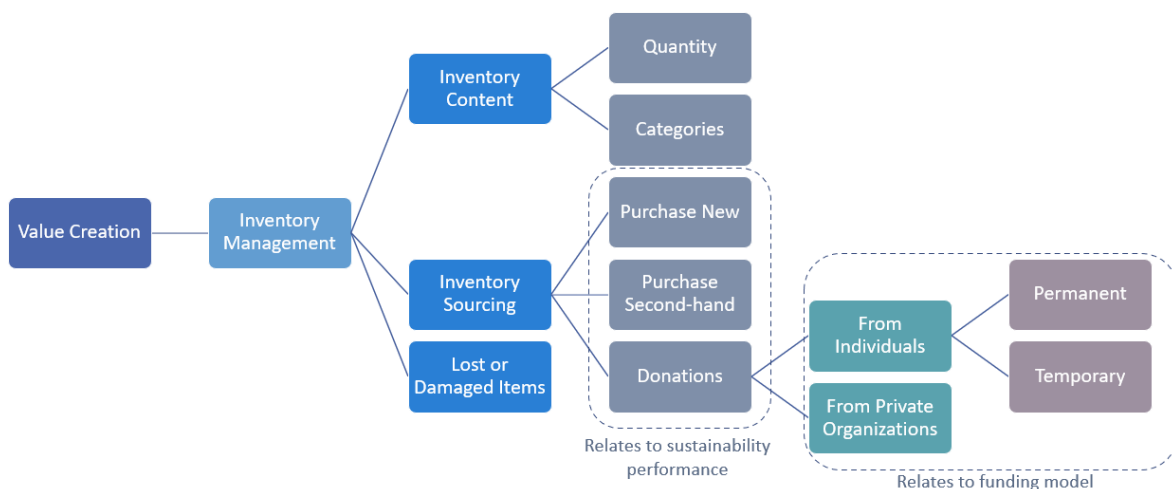 Value Creation
Inventory
Management
Inventory
Content
Quantity
Categories
Inventory
Sourcing
Purchase New
Purchase
Second-hand
Donations
Lost or
Damaged Items
From
Individuals
From Private
Organizations
Permanent
Temporary
Relates to sustainability
performance
Relates to funding model